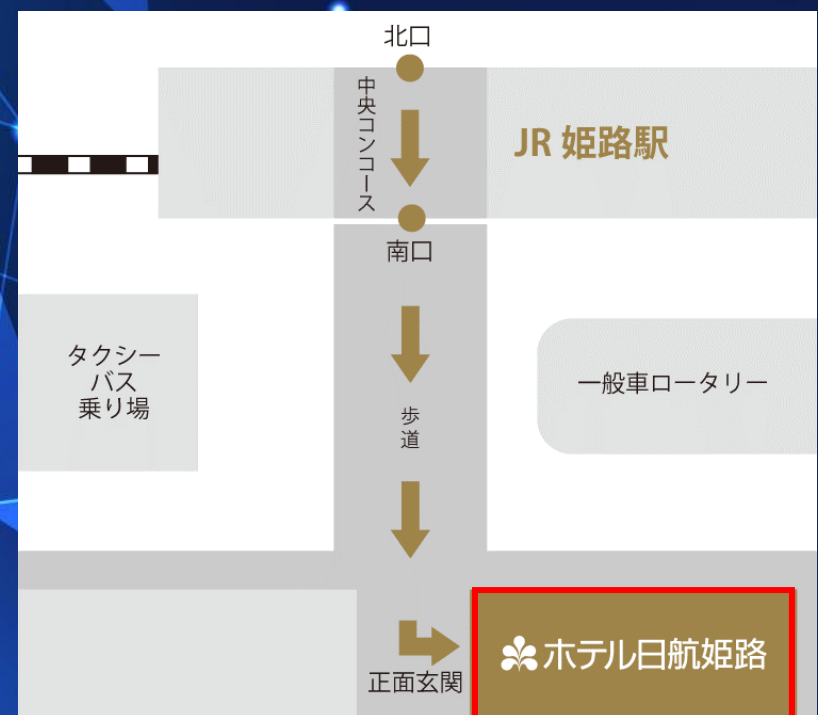 北口
中央コンコース
JR 姫路駅
南口
タクシー
バス
乗り場
一般車ロータリー
歩道
正面玄関
ホテル日航姫路